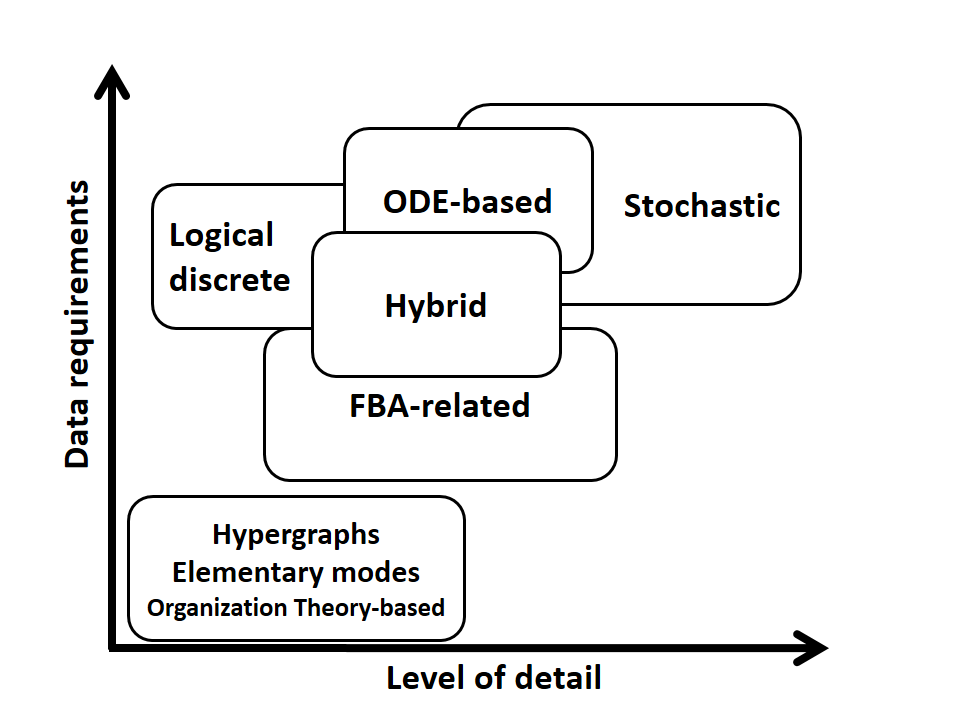 Data requirements
ODE-based
Stochastic
Logical
discrete
Hybrid
FBA-related
Hypergraphs
Elementary modes
Organization Theory-based
Level of detail